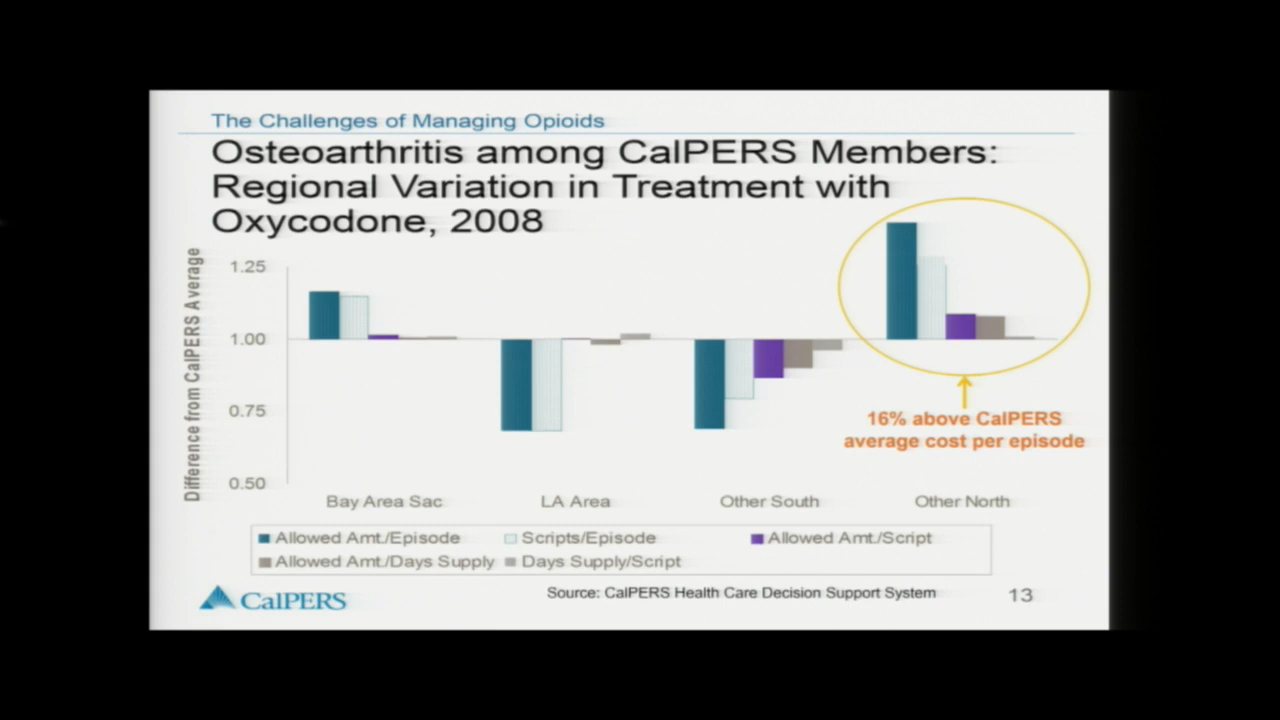 The Challenges of Managing Opioids
Osteoarthritis among CalPERS Members:
Regional Variation in Treatment with
Oxycodone, 2008
Difference from CalPERS Average
1.25
1.00
0.75
0.50
Bay Area Sac
LA Area
Other South
Other North
16% above CalPERS
average cost per episode
Allowed Amt./Episode
Scripts/Episode
Allowed Amt./Script
Allowed Amt./Days Supply
Days Supply/Script
CalPERS
Source: CalPERS Health Care Decision Support System
13